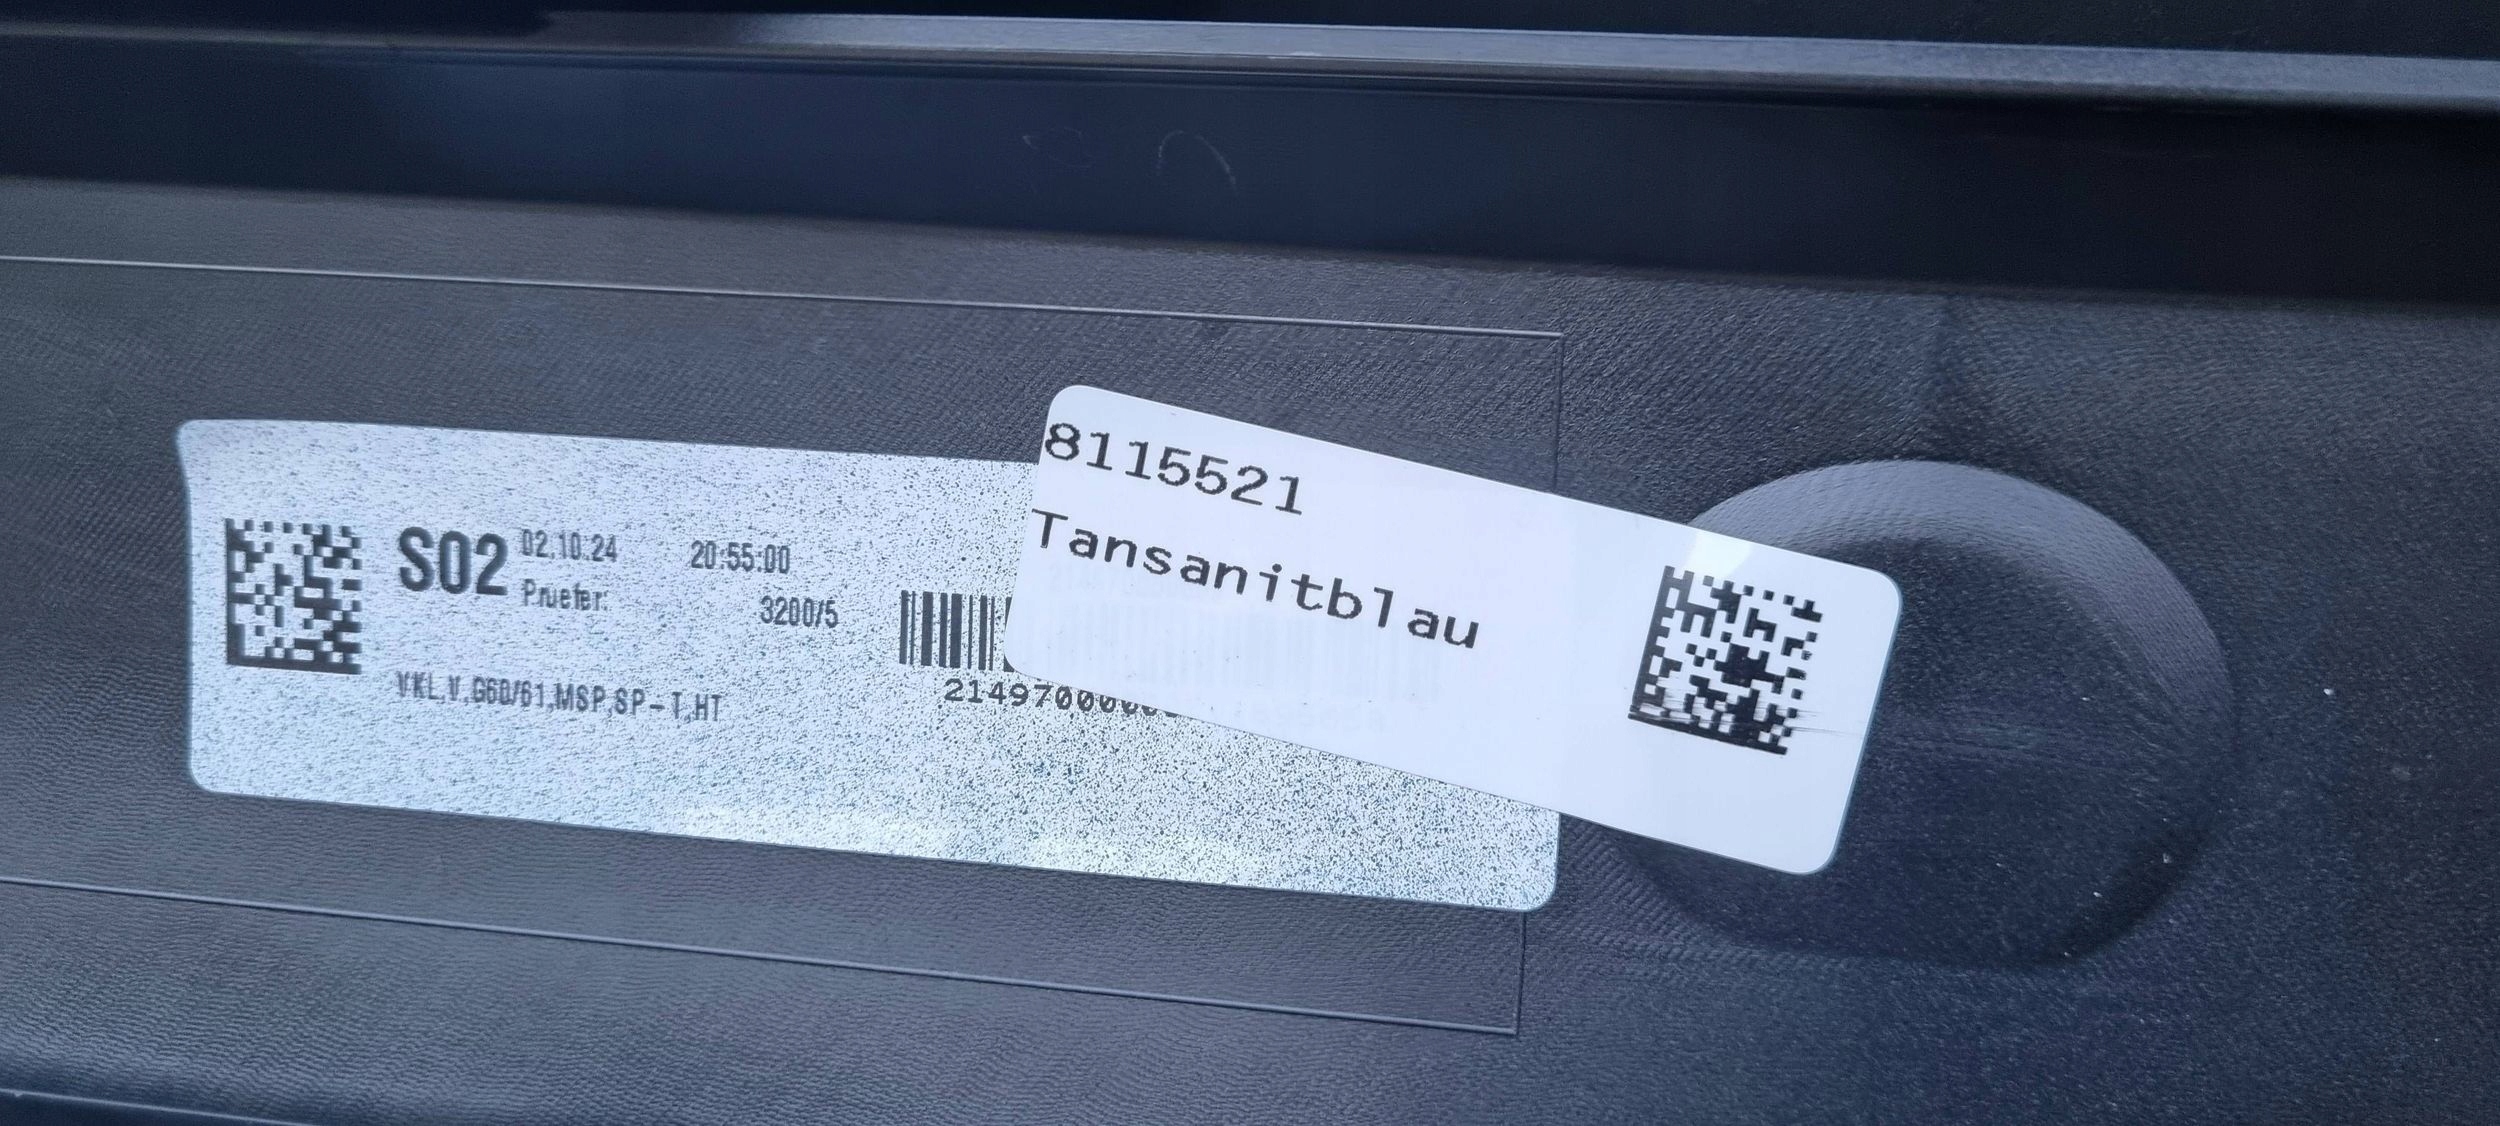 8115521
Tansanitblau
S02 02.10.24 20:55:00
Pruefer: 3200/5
VKL,V,G60/61,MSP,SP-T,HT